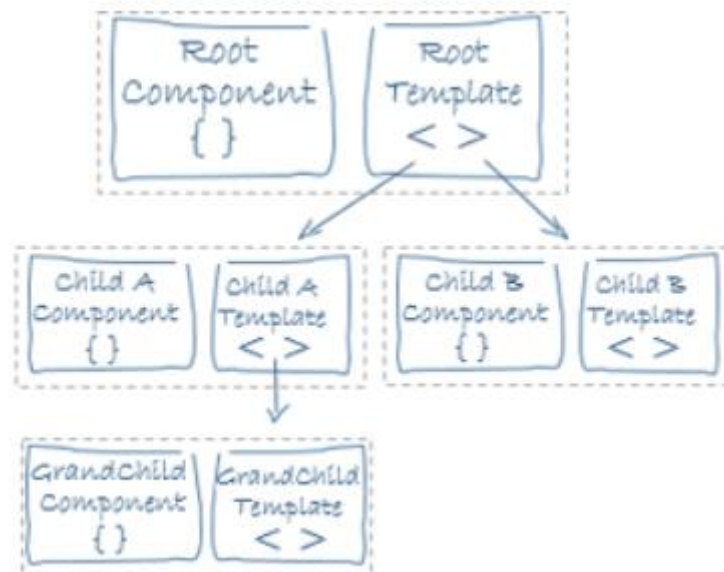 Root
Component
{ }
Root
Template
< >
Child A
Component
{ }
Child A
Template
< >
Child B
Component
{ }
Child B
Template
< >
GrandChild
Component
{ }
GrandChild
Template
< >